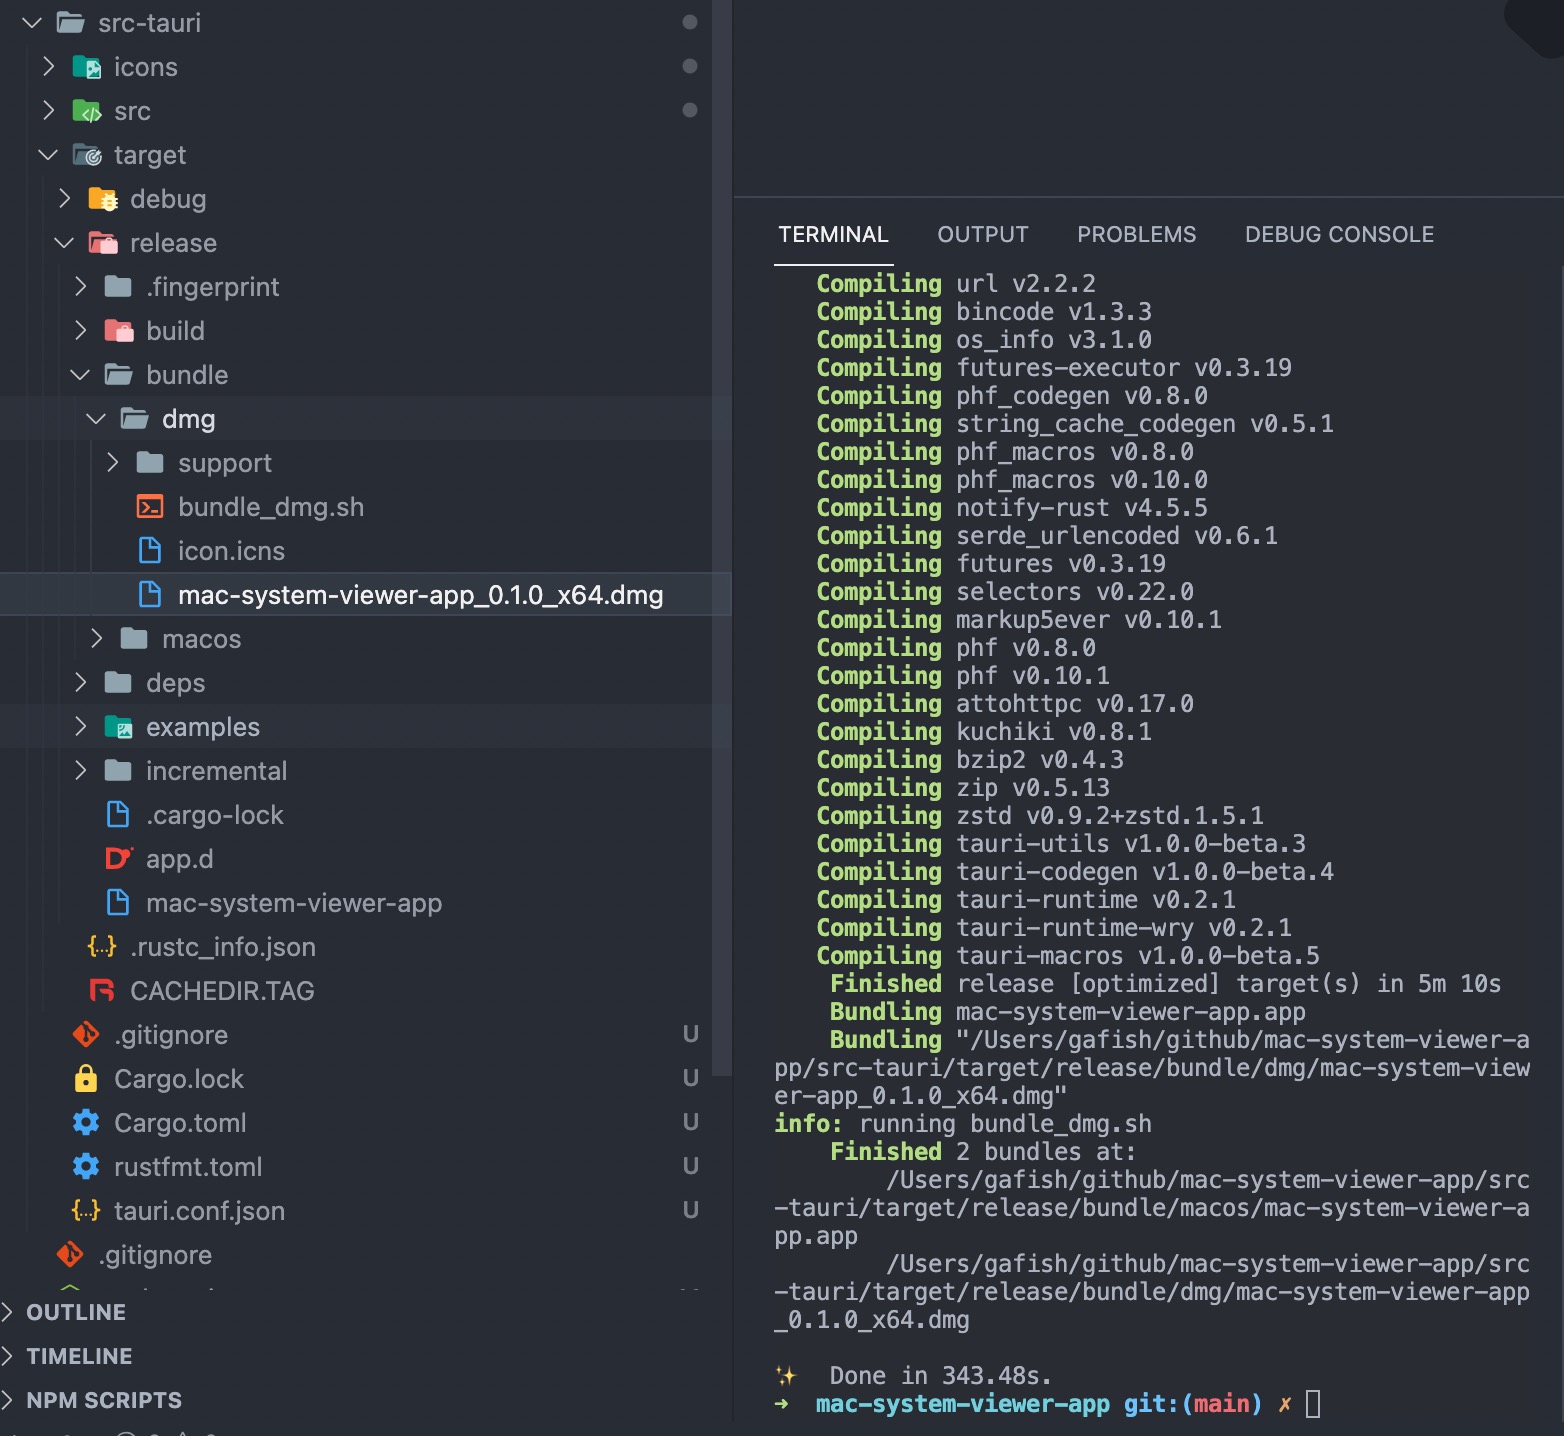 src-tauri
icons
src
target
debug
release
.fingerprint
build
bundle
dmg
support
bundle_dmg.sh
icon.icns
mac-system-viewer-app_0.1.0_x64.dmg
macos
deps
examples
incremental
.cargo-lock
app.d
mac-system-viewer-app
.rustc_info.json
CACHEDIR.TAG
.gitignore U
Cargo.lock U
Cargo.toml U
rustfmt.toml U
tauri.conf.json U
.gitignore
OUTLINE
TIMELINE
NPM SCRIPTS
TERMINAL OUTPUT PROBLEMS DEBUG CONSOLE
Compiling url v2.2.2
Compiling bincode v1.3.3
Compiling os_info v3.1.0
Compiling futures-executor v0.3.19
Compiling phf_codegen v0.8.0
Compiling string_cache_codegen v0.5.1
Compiling phf_macros v0.8.0
Compiling phf_macros v0.10.0
Compiling notify-rust v4.5.5
Compiling serde_urlencoded v0.6.1
Compiling futures v0.3.19
Compiling selectors v0.22.0
Compiling markup5ever v0.10.1
Compiling phf v0.8.0
Compiling phf v0.10.1
Compiling attohttpc v0.17.0
Compiling kuchiki v0.8.1
Compiling bzip2 v0.4.3
Compiling zip v0.5.13
Compiling zstd v0.9.2+zstd.1.5.1
Compiling tauri-utils v1.0.0-beta.3
Compiling tauri-codegen v1.0.0-beta.4
Compiling tauri-runtime v0.2.1
Compiling tauri-runtime-wry v0.2.1
Compiling tauri-macros v1.0.0-beta.5
Finished release [optimized] target(s) in 5m 10s
Bundling mac-system-viewer-app.app
Bundling "/Users/gafish/github/mac-system-viewer-a
pp/src-tauri/target/release/bundle/dmg/mac-system-view
er-app_0.1.0_x64.dmg"
info: running bundle_dmg.sh
Finished 2 bundles at:
/Users/gafish/github/mac-system-viewer-app/src
-tauri/target/release/bundle/macos/mac-system-viewer-a
pp.app
/Users/gafish/github/mac-system-viewer-app/src
-tauri/target/release/bundle/dmg/mac-system-viewer-app
_0.1.0_x64.dmg
✨ Done in 343.48s.
➜ mac-system-viewer-app git:(main) ✗